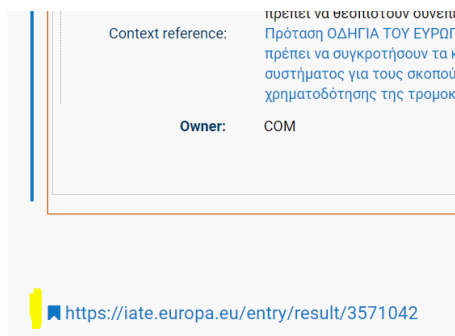 πρέπει να θεσπιστούν συνεπ
Context reference:
Πρόταση ΟΔΗΓΙΑ ΤΟΥ ΕΥΡΩΠ
πρέπει να συγκροτήσουν τα κ
συστήματος για τους σκοπού
χρηματοδότησης της τρομοκ
Owner: COM
https://iate.europa.eu/entry/result/3571042